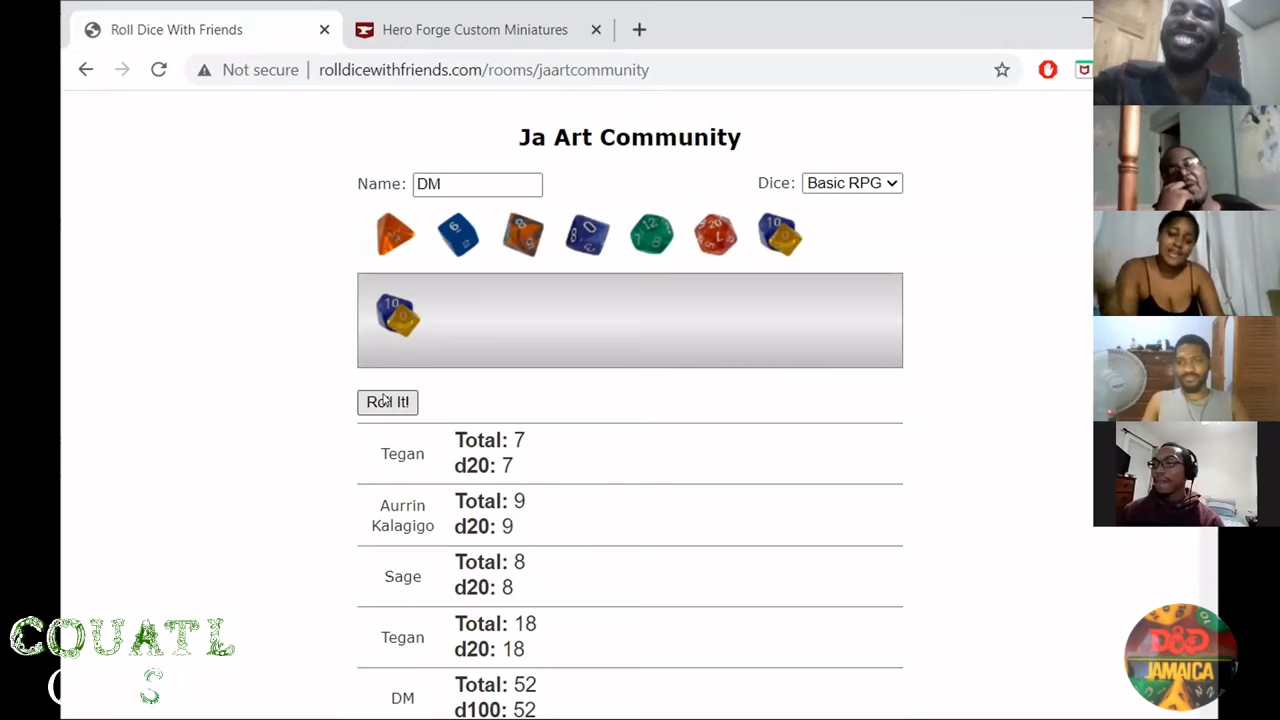 Roll Dice With Friends
Hero Forge Custom Miniatures
Not secure
rolldicewithfriends.com/rooms/jaartcommunity
Ja Art Community
Name: DM
Dice: Basic RPG
Roll It!
Tegan
Total: 7
d20: 7
Aurrin Kalagigo
Total: 9
d20: 9
Sage
Total: 8
d20: 8
Tegan
Total: 18
d20: 18
DM
Total: 52
d100: 52
COUATL
D&D
JAMAICA